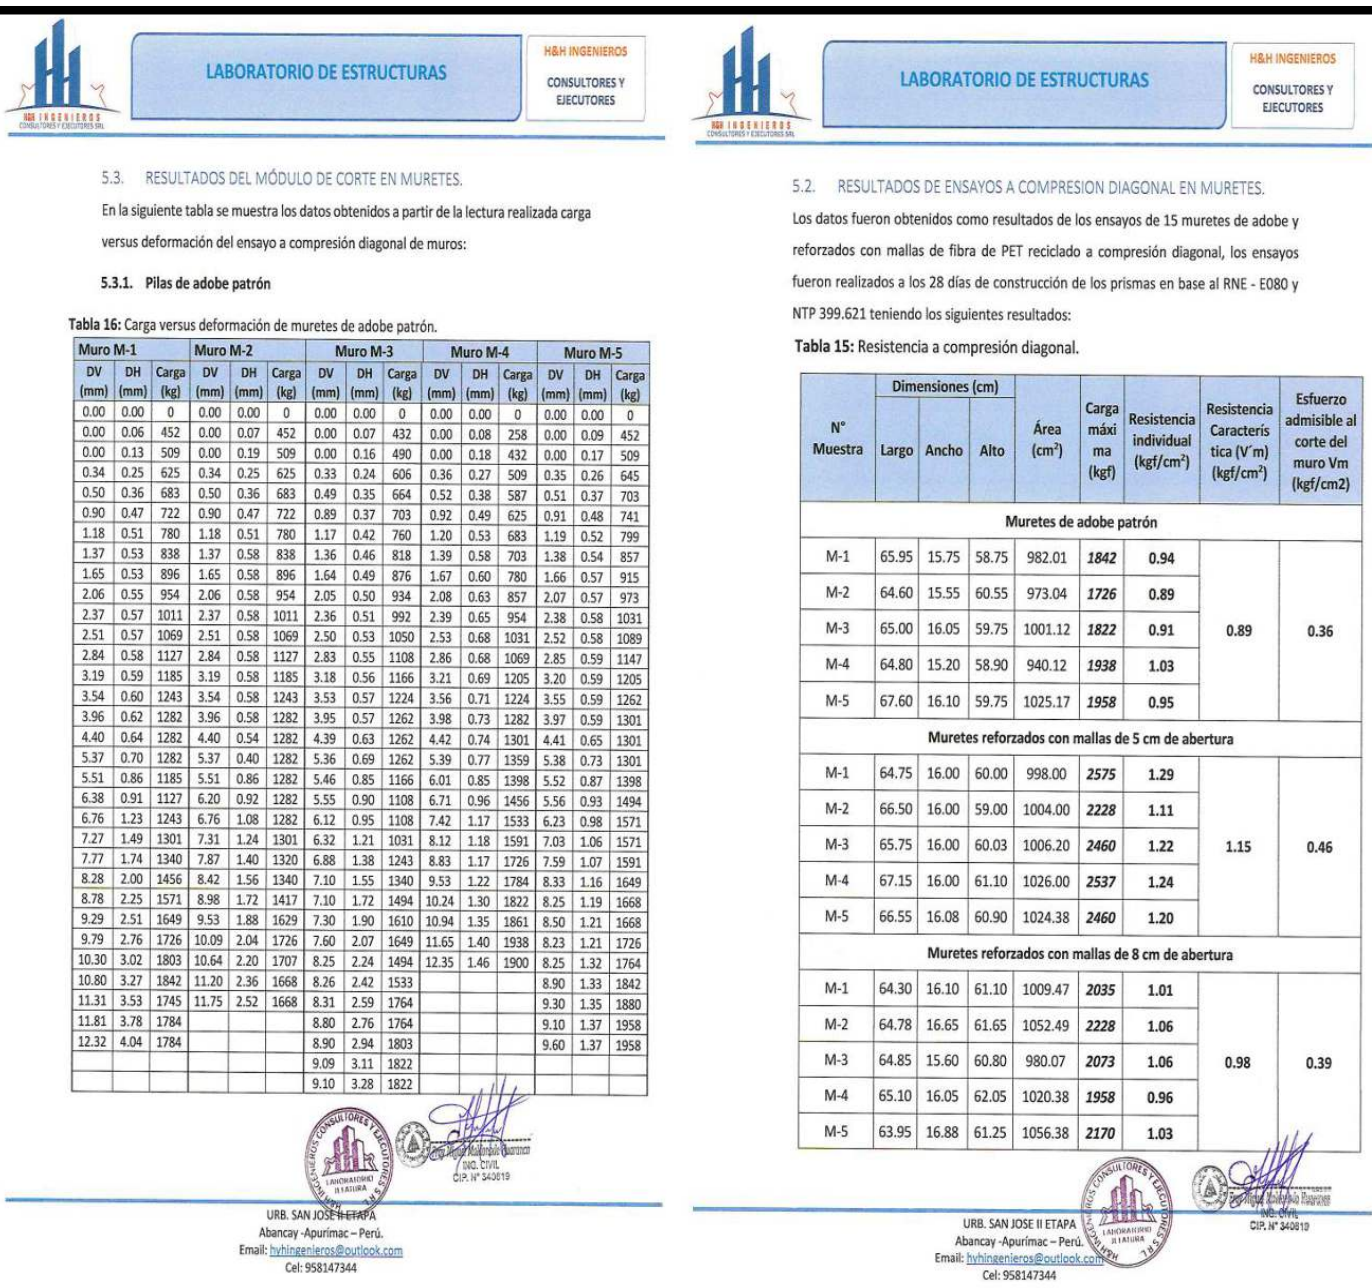 H&H INGENIEROS
CONSULTORES Y EJECUTORES SRL
LABORATORIO DE ESTRUCTURAS
H&H INGENIEROS
CONSULTORES Y
EJECUTORES
5.3. RESULTADOS DEL MÓDULO DE CORTE EN MURETES.
En la siguiente tabla se muestra los datos obtenidos a partir de la lectura realizada carga
versus deformación del ensayo a compresión diagonal de muros:
5.3.1. Pilas de adobe patrón
Tabla 16: Carga versus deformación de muretes de adobe patrón.
Muro M-1 Muro M-2 Muro M-3 Muro M-4 Muro M-5
DV DH Carga DV DH Carga DV DH Carga DV DH Carga DV DH Carga
(mm) (mm) (kg) (mm) (mm) (kg) (mm) (mm) (kg) (mm) (mm) (kg) (mm) (mm) (kg)
0.00 0.00 0 0.00 0.00 0 0.00 0.00 0 0.00 0.00 0 0.00 0.00 0
0.00 0.06 452 0.00 0.07 452 0.00 0.07 432 0.00 0.08 258 0.00 0.09 452
0.00 0.13 509 0.00 0.19 509 0.00 0.16 490 0.00 0.18 432 0.00 0.17 509
0.34 0.25 625 0.34 0.25 625 0.33 0.24 606 0.36 0.27 509 0.35 0.26 645
0.50 0.36 683 0.50 0.36 683 0.49 0.35 664 0.52 0.38 587 0.51 0.37 703
0.90 0.47 722 0.90 0.47 722 0.89 0.37 703 0.92 0.49 625 0.91 0.48 741
1.18 0.51 780 1.18 0.51 780 1.17 0.42 760 1.20 0.53 683 1.19 0.52 799
1.37 0.53 838 1.37 0.58 838 1.36 0.46 818 1.39 0.58 703 1.38 0.54 857
1.65 0.53 896 1.65 0.58 896 1.64 0.49 876 1.67 0.60 780 1.66 0.57 915
2.06 0.55 954 2.06 0.58 954 2.05 0.50 934 2.08 0.63 857 2.07 0.57 973
2.37 0.57 1011 2.37 0.58 1011 2.36 0.51 992 2.39 0.65 954 2.38 0.58 1031
2.51 0.57 1069 2.51 0.58 1069 2.50 0.53 1050 2.53 0.68 1031 2.52 0.58 1089
2.84 0.58 1127 2.84 0.58 1127 2.83 0.55 1108 2.86 0.68 1069 2.85 0.59 1147
3.19 0.59 1185 3.19 0.58 1185 3.18 0.56 1166 3.21 0.69 1205 3.20 0.59 1205
3.54 0.60 1243 3.54 0.58 1243 3.53 0.57 1224 3.56 0.71 1224 3.55 0.59 1262
3.96 0.62 1282 3.96 0.58 1282 3.95 0.57 1262 3.98 0.73 1282 3.97 0.59 1301
4.40 0.64 1282 4.40 0.54 1282 4.39 0.63 1262 4.42 0.74 1301 4.41 0.65 1301
5.37 0.70 1282 5.37 0.40 1282 5.36 0.69 1262 5.39 0.77 1359 5.38 0.73 1301
5.51 0.86 1185 5.51 0.86 1282 5.46 0.85 1166 6.01 0.85 1398 5.52 0.87 1398
6.38 0.91 1127 6.20 0.92 1282 5.55 0.90 1108 6.71 0.96 1456 5.56 0.93 1494
6.76 1.23 1243 6.76 1.08 1282 6.12 0.95 1108 7.42 1.17 1533 6.23 0.98 1571
7.27 1.49 1301 7.31 1.24 1301 6.32 1.21 1031 8.12 1.18 1591 7.03 1.06 1571
7.77 1.74 1340 7.87 1.40 1320 6.88 1.38 1243 8.83 1.17 1726 7.59 1.07 1591
8.28 2.00 1456 8.42 1.56 1340 7.10 1.55 1340 9.53 1.22 1784 8.33 1.16 1649
8.78 2.25 1571 8.98 1.72 1417 7.10 1.72 1494 10.24 1.30 1822 8.25 1.19 1668
9.29 2.51 1649 9.53 1.88 1629 7.30 1.90 1610 10.94 1.35 1861 8.50 1.21 1668
9.79 2.76 1726 10.09 2.04 1726 7.60 2.07 1649 11.65 1.40 1938 8.23 1.21 1726
10.30 3.02 1803 10.64 2.20 1707 8.25 2.24 1494 12.35 1.46 1900 8.25 1.32 1764
10.80 3.27 1842 11.20 2.36 1668 8.26 2.42 1533 8.90 1.33 1842
11.31 3.53 1745 11.75 2.52 1668 8.31 2.59 1764 9.30 1.35 1880
11.81 3.78 1784 8.80 2.76 1764 9.10 1.37 1958
12.32 4.04 1784 8.90 2.94 1803 9.60 1.37 1958
9.09 3.11 1822
9.10 3.28 1822
ING. CIVIL
CIP. N° 340619
URB. SAN JOSE II ETAPA
Abancay -Apurímac – Perú.
Email: hyhingenieros@outlook.com
Cel: 958147344
H&H INGENIEROS
CONSULTORES Y EJECUTORES SRL
LABORATORIO DE ESTRUCTURAS
H&H INGENIEROS
CONSULTORES Y
EJECUTORES
5.2. RESULTADOS DE ENSAYOS A COMPRESION DIAGONAL EN MURETES.
Los datos fueron obtenidos como resultados de los ensayos de 15 muretes de adobe y
reforzados con mallas de fibra de PET reciclado a compresión diagonal, los ensayos
fueron realizados a los 28 días de construcción de los prismas en base al RNE - E080 y
NTP 399.621 teniendo los siguientes resultados:
Tabla 15: Resistencia a compresión diagonal.
N° Muestra Dimensiones (cm) Largo Ancho Alto Área (cm²) Carga máxi ma (kgf) Resistencia individual (kgf/cm²) Resistencia Caracterís tica (V´m) (kgf/cm²) Esfuerzo admisible al corte del muro Vm (kgf/cm2)
Muretes de adobe patrón
M-1 65.95 15.75 58.75 982.01 1842 0.94
M-2 64.60 15.55 60.55 973.04 1726 0.89
M-3 65.00 16.05 59.75 1001.12 1822 0.91 0.89 0.36
M-4 64.80 15.20 58.90 940.12 1938 1.03
M-5 67.60 16.10 59.75 1025.17 1958 0.95
Muretes reforzados con mallas de 5 cm de abertura
M-1 64.75 16.00 60.00 998.00 2575 1.29
M-2 66.50 16.00 59.00 1004.00 2228 1.11
M-3 65.75 16.00 60.03 1006.20 2460 1.22 1.15 0.46
M-4 67.15 16.00 61.10 1026.00 2537 1.24
M-5 66.55 16.08 60.90 1024.38 2460 1.20
Muretes reforzados con mallas de 8 cm de abertura
M-1 64.30 16.10 61.10 1009.47 2035 1.01
M-2 64.78 16.65 61.65 1052.49 2228 1.06
M-3 64.85 15.60 60.80 980.07 2073 1.06 0.98 0.39
M-4 65.10 16.05 62.05 1020.38 1958 0.96
M-5 63.95 16.88 61.25 1056.38 2170 1.03
ING. CIVIL
CIP. N° 340619
URB. SAN JOSE II ETAPA
Abancay -Apurímac – Perú.
Email: hyhingenieros@outlook.com
Cel: 958147344